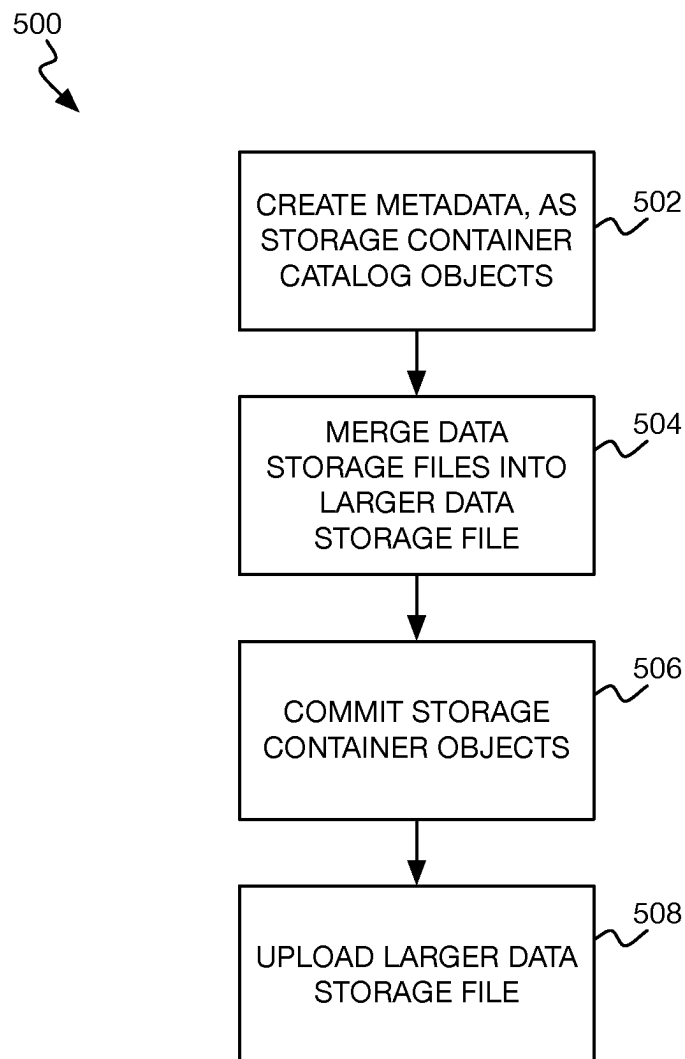 500
CREATE METADATA, AS
STORAGE CONTAINER
CATALOG OBJECTS
502
MERGE DATA
STORAGE FILES INTO
LARGER DATA
STORAGE FILE
504
COMMIT STORAGE
CONTAINER OBJECTS
506
UPLOAD LARGER DATA
STORAGE FILE
508